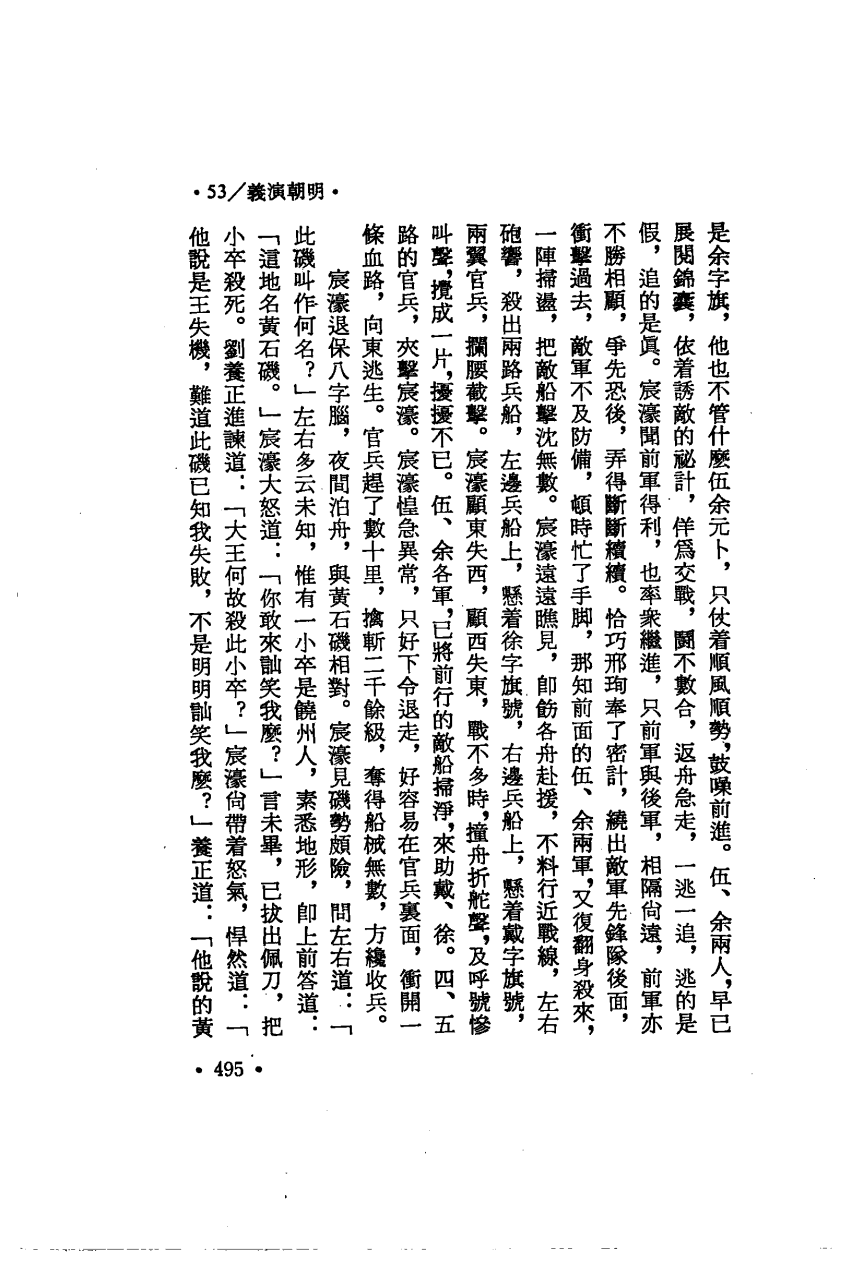 ·53/義演朝明·
是余字旗，他也不管什麼伍余元卜，只仗着順風順勢，鼓噪前進。伍、余兩人，早已
展閱錦囊，依着誘敵的祕計，佯爲交戰，鬭不數合，返舟急走，一逃一追，逃的是
假，追的是眞。宸濠聞前軍得利，也率衆繼進，只前軍與後軍，相隔尙遠，前軍亦
不勝相顧，爭先恐後，弄得斷斷續續。恰巧邢珣奉了密計，繞出敵軍先鋒隊後面，
衝擊過去，敵軍不及防備，頓時忙了手脚，那知前面的伍、余兩軍，又復翻身殺來，
一陣掃盪，把敵船擊沈無數。宸濠遠遠瞧見，卽飭各舟赴援，不料行近戰線，左右
砲響，殺出兩路兵船，左邊兵船上，懸着徐字旗號，右邊兵船上，懸着戴字旗號，
兩翼官兵，攔腰截擊。宸濠顧東失西，顧西失東，戰不多時，撞舟折舵聲，及呼號慘
叫聲，攪成一片，擾擾不已。伍、余各軍，已將前行的敵船掃淨，來助戴、徐。四、五
路的官兵，夾擊宸濠。宸濠惶急異常，只好下令退走，好容易在官兵裏面，衝開一
條血路，向東逃生。官兵趕了數十里，擒斬二千餘級，奪得船械無數，方纔收兵。
宸濠退保八字腦，夜間泊舟，與黃石磯相對。宸濠見磯勢頗險，問左右道：「
此磯叫作何名？」左右多云未知，惟有一小卒是饒州人，素悉地形，卽上前答道：
「這地名黃石磯。」宸濠大怒道：「你敢來訕笑我麼？」言未畢，已拔出佩刀，把
小卒殺死。劉養正進諫道：「大王何故殺此小卒？」宸濠尙帶着怒氣，悍然道：「
他說是王失機，難道此磯已知我失敗，不是明明訕笑我麼？」養正道：「他說的黃
·495·